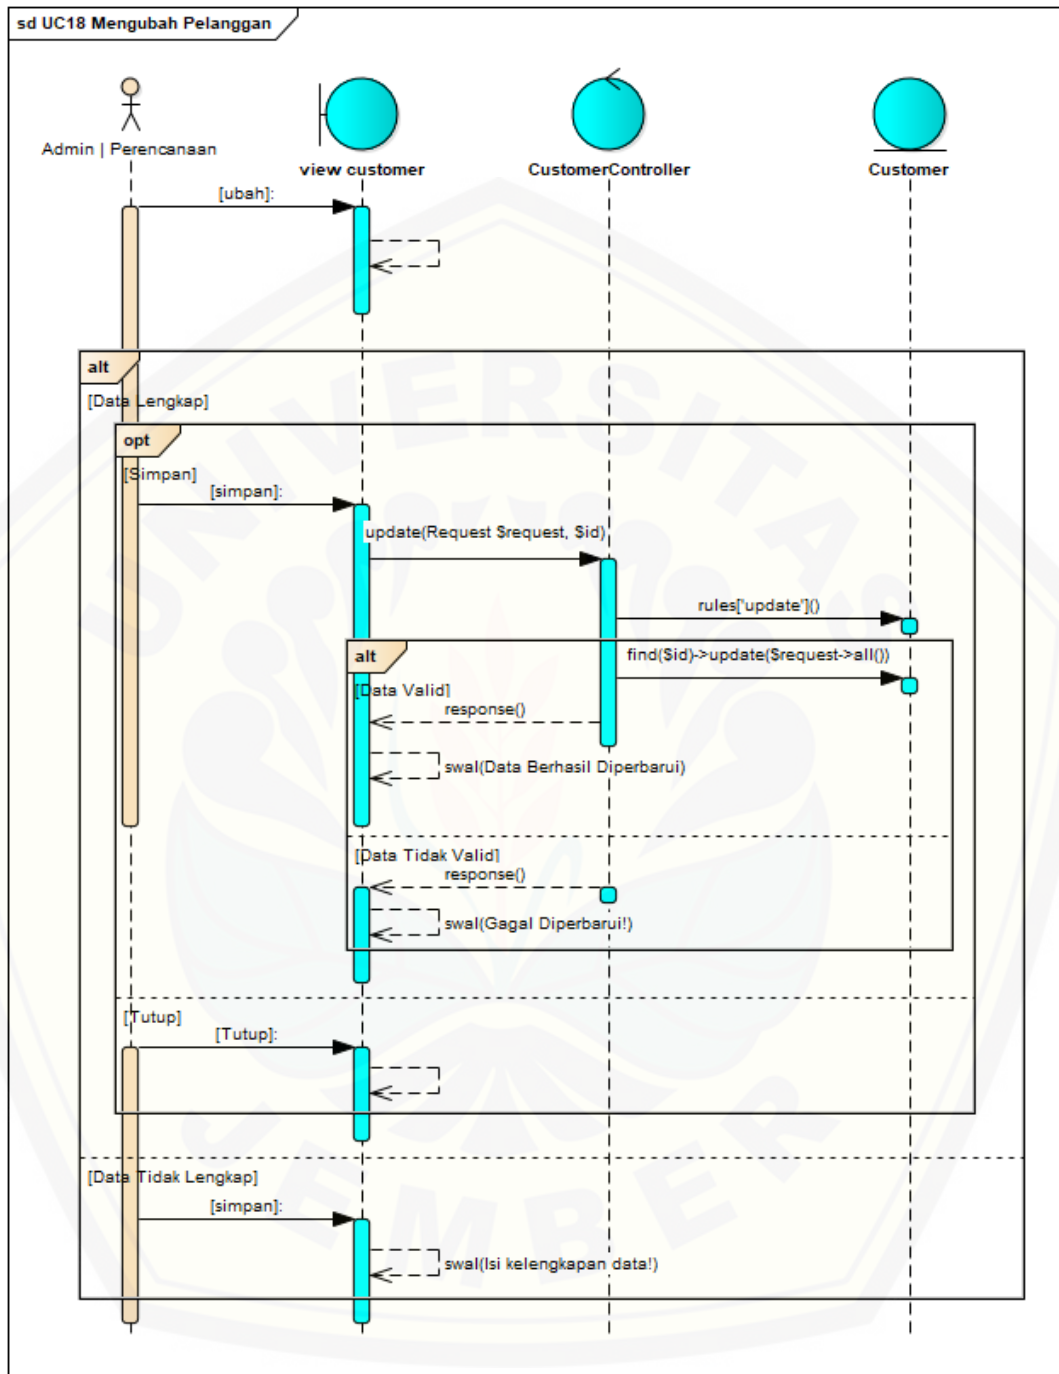 sd UC18 Mengubah Pelanggan
Admin | Perencanaan
view customer
CustomerController
Customer
[ubah]:
alt
[Data Lengkap]
opt
[Simpan]
[simpan]:
update(Request $request, $id)
rules['update']()
alt
find($id)->update($request->all())
[Data Valid]
response()
swal(Data Berhasil Diperbarui)
[Data Tidak Valid]
response()
swal(Gagal Diperbarui!)
[Tutup]
[Tutup]:
[Data Tidak Lengkap]
[simpan]:
swal(Isi kelengkapan data!)
UNIVERSITAS
JEMBER